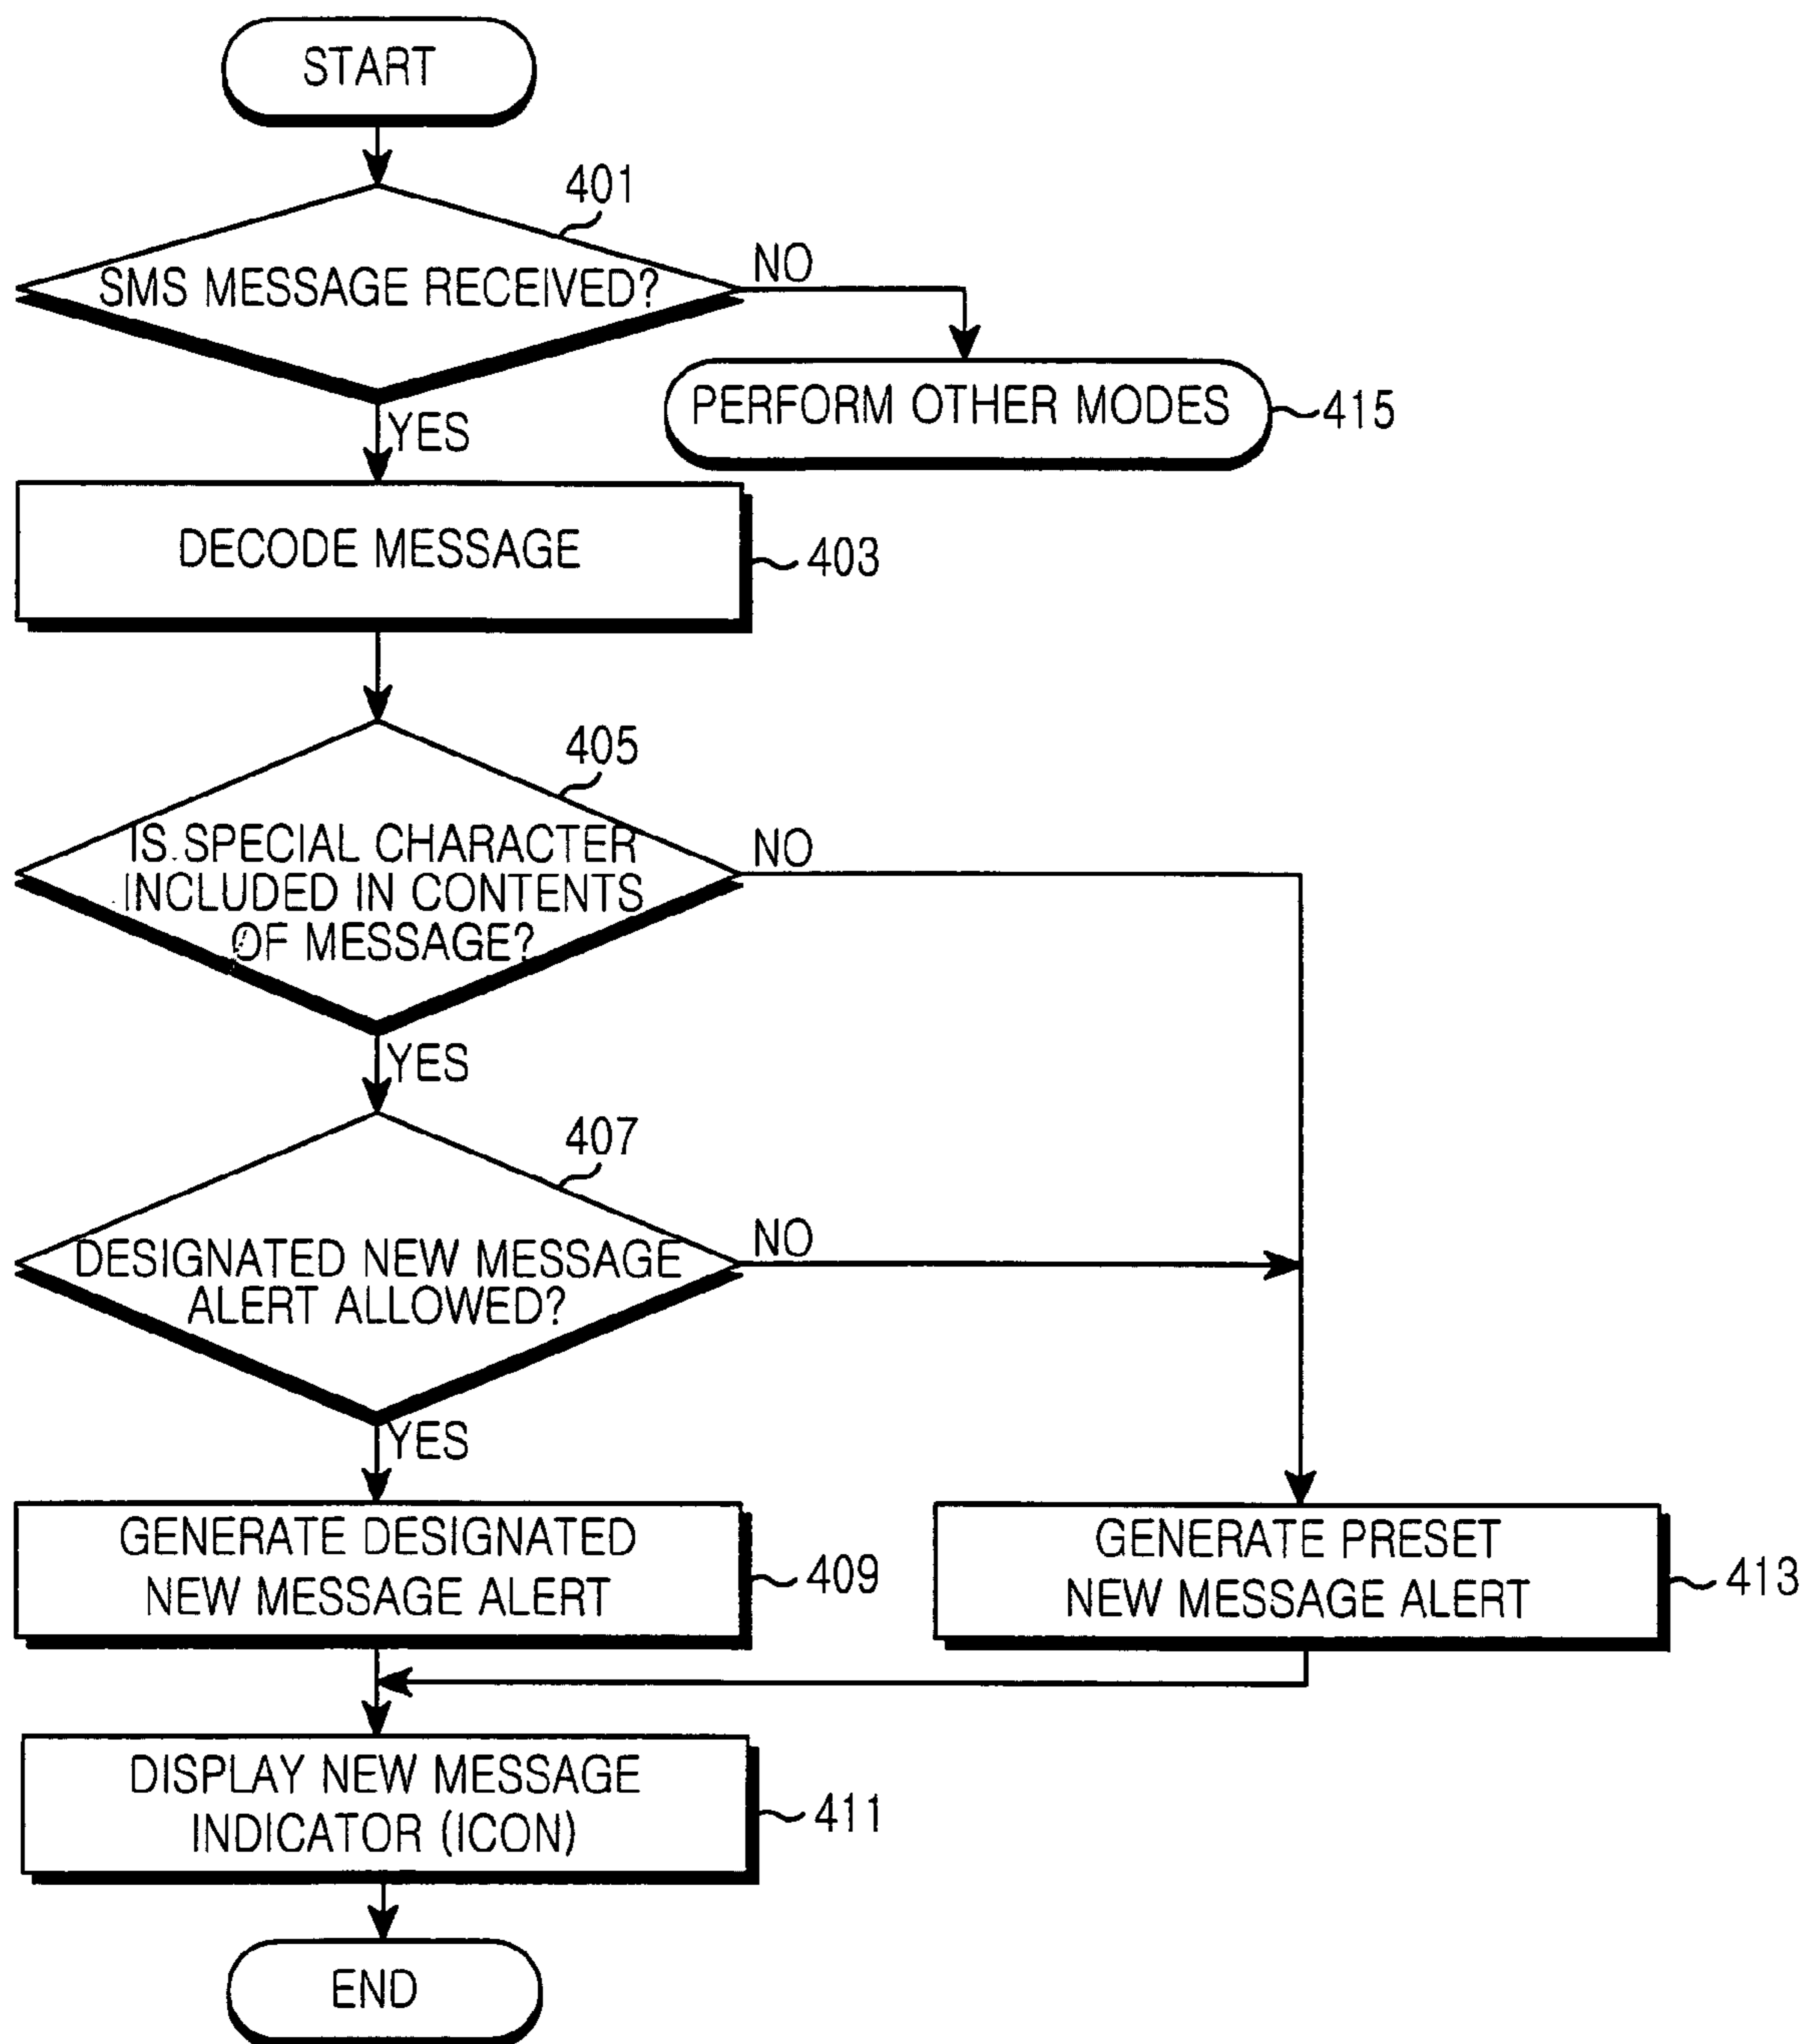 START
401
SMS MESSAGE RECEIVED?
NO
PERFORM OTHER MODES
415
YES
DECODE MESSAGE
403
405
IS SPECIAL CHARACTER
INCLUDED IN CONTENTS
OF MESSAGE?
NO
YES
407
DESIGNATED NEW MESSAGE
ALERT ALLOWED?
NO
YES
GENERATE DESIGNATED
NEW MESSAGE ALERT
409
GENERATE PRESET
NEW MESSAGE ALERT
413
DISPLAY NEW MESSAGE
INDICATOR (ICON)
411
END